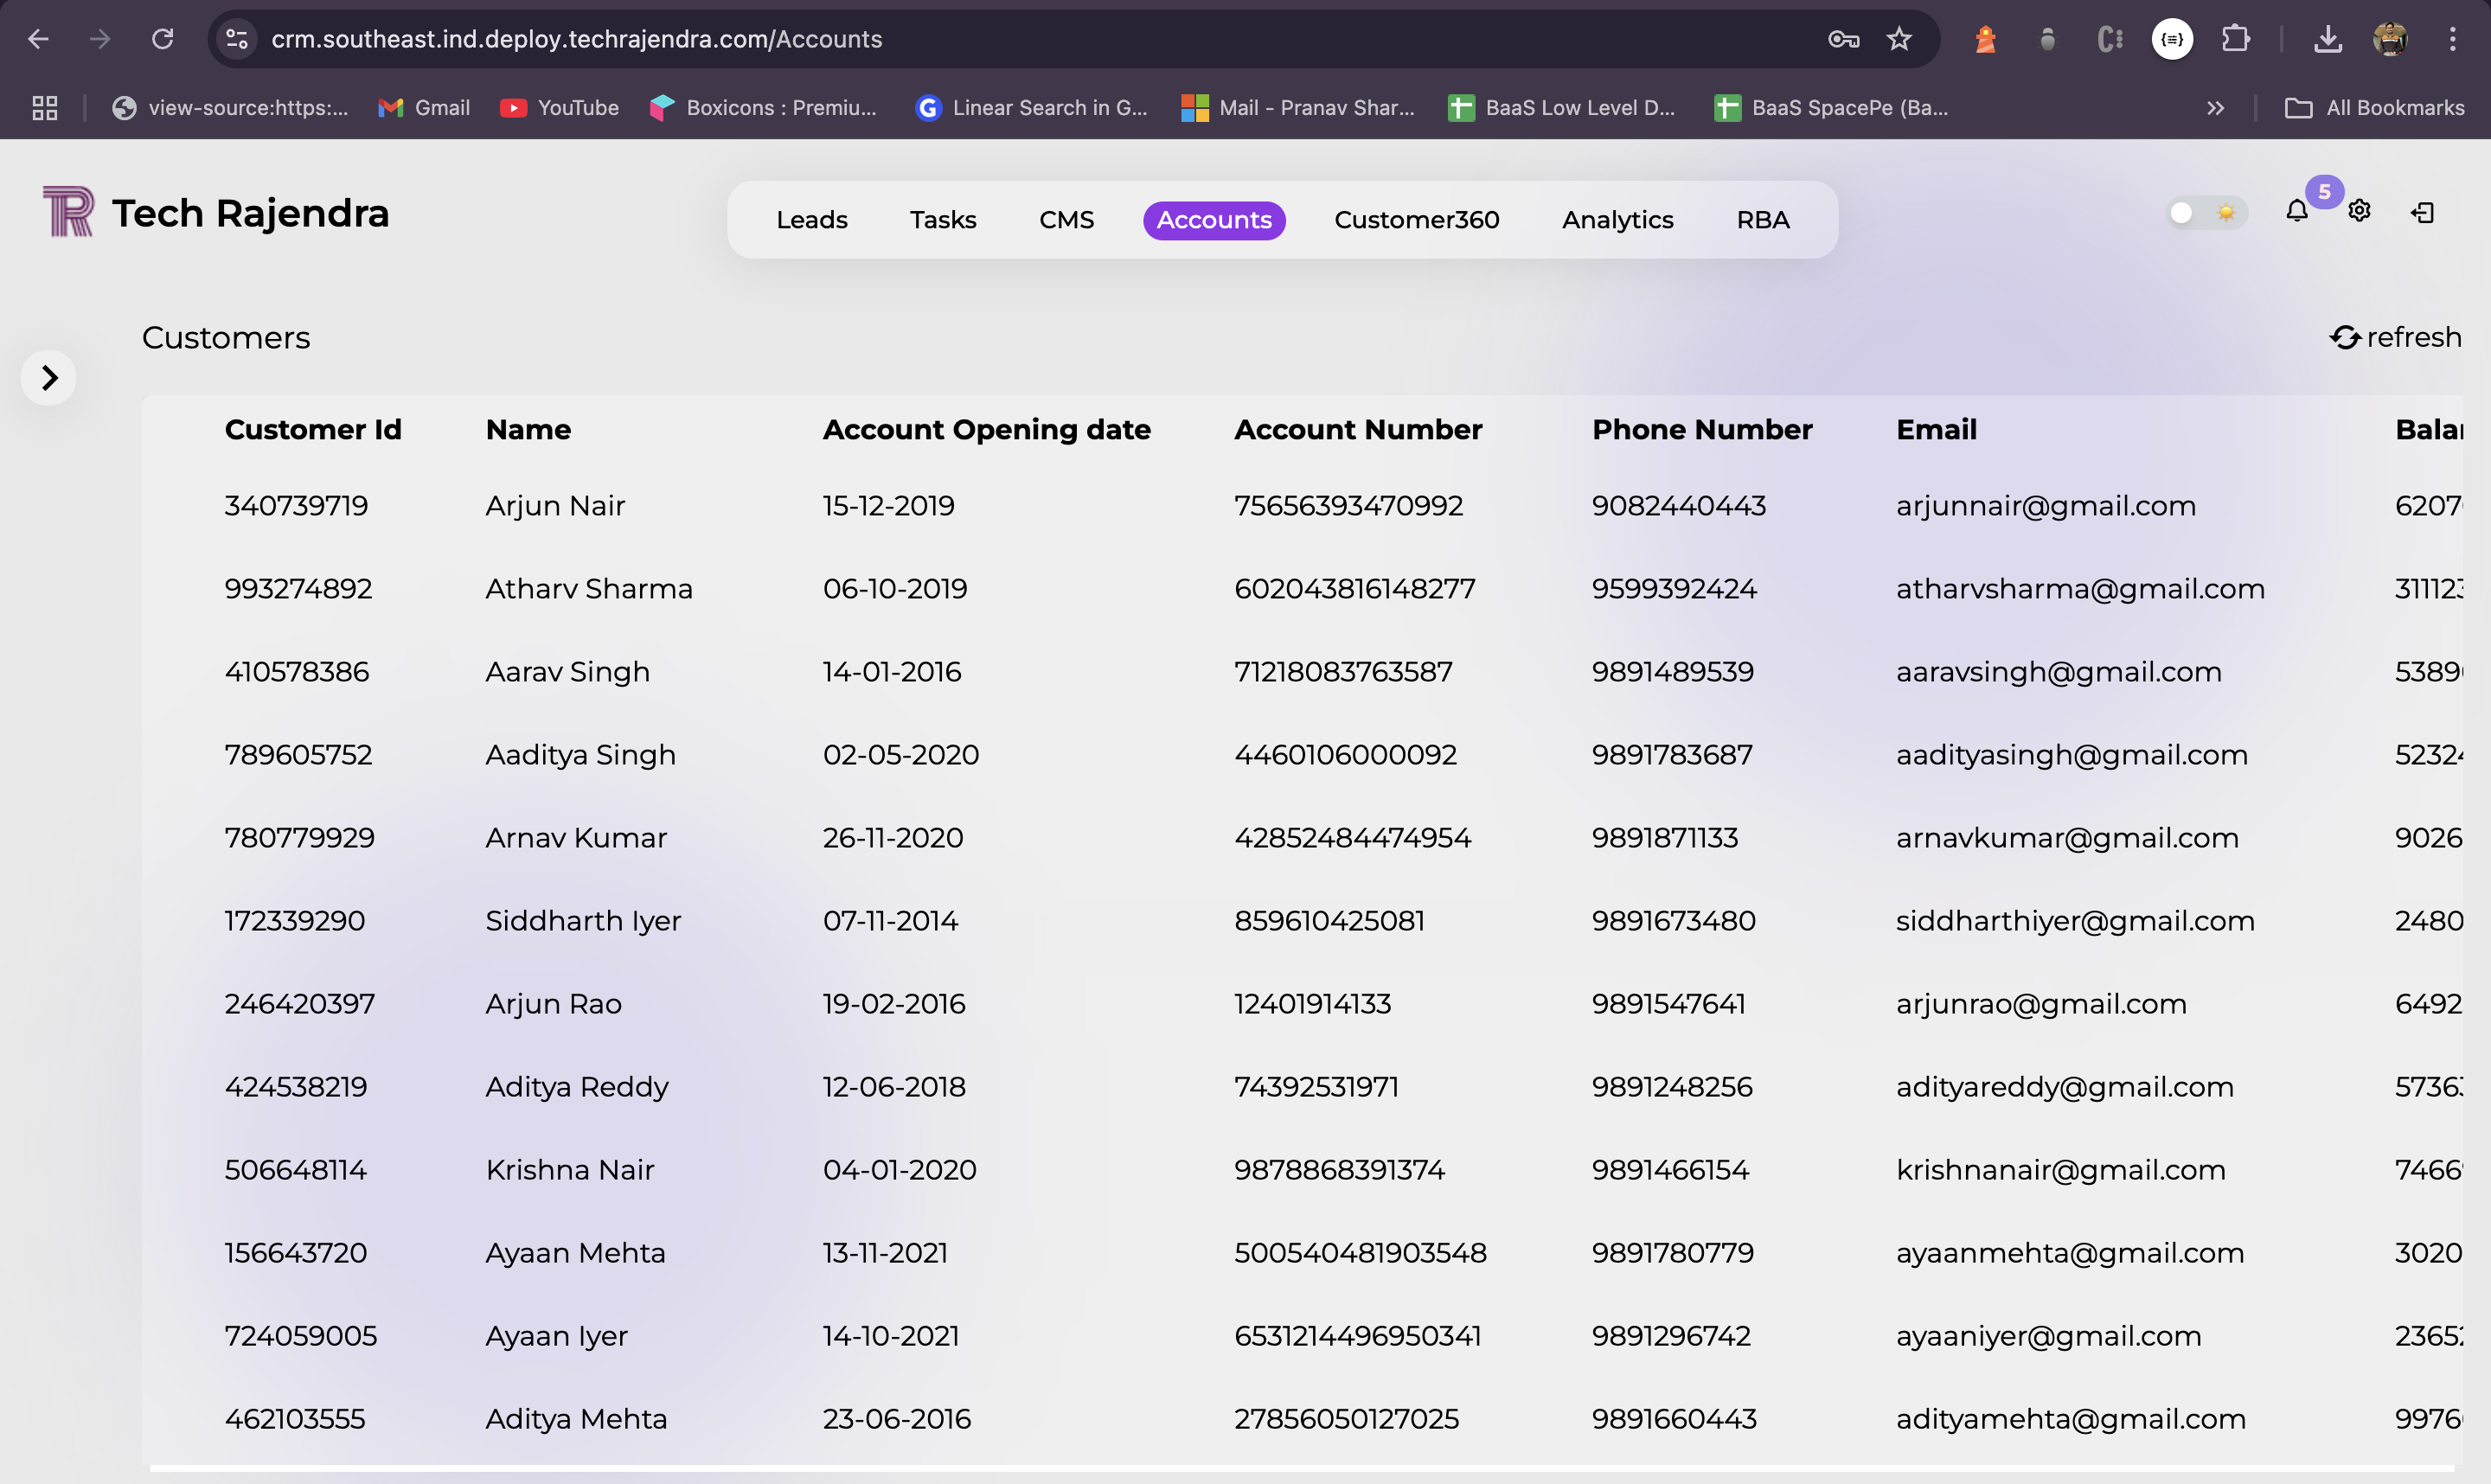 crm.southeast.ind.deploy.techrajendra.com/Accounts
view-source:https:... Gmail YouTube Boxicons : Premiu... Linear Search in G... Mail - Pranav Shar... BaaS Low Level D... BaaS SpacePe (Ba... » All Bookmarks
Tech Rajendra Leads Tasks CMS Accounts Customer360 Analytics RBA 5
Customers refresh
Customer Id Name Account Opening date Account Number Phone Number Email
340739719 Arjun Nair 15-12-2019 75656393470992 9082440443 arjunnair@gmail.com 6207
993274892 Atharv Sharma 06-10-2019 602043816148277 9599392424 atharvsharma@gmail.com 31112
410578386 Aarav Singh 14-01-2016 71218083763587 9891489539 aaravsingh@gmail.com 5389
789605752 Aaditya Singh 02-05-2020 4460106000092 9891783687 aadityasingh@gmail.com 5232
780779929 Arnav Kumar 26-11-2020 42852484474954 9891871133 arnavkumar@gmail.com 9026
172339290 Siddharth Iyer 07-11-2014 859610425081 9891673480 siddharthiyer@gmail.com 2480
246420397 Arjun Rao 19-02-2016 12401914133 9891547641 arjunrao@gmail.com 6492
424538219 Aditya Reddy 12-06-2018 74392531971 9891248256 adityareddy@gmail.com 5736
506648114 Krishna Nair 04-01-2020 9878868391374 9891466154 krishnanair@gmail.com 7466
156643720 Ayaan Mehta 13-11-2021 500540481903548 9891780779 ayaanmehta@gmail.com 3020
724059005 Ayaan Iyer 14-10-2021 6531214496950341 9891296742 ayaaniyer@gmail.com 2365
462103555 Aditya Mehta 23-06-2016 27856050127025 9891660443 adityamehta@gmail.com 9976